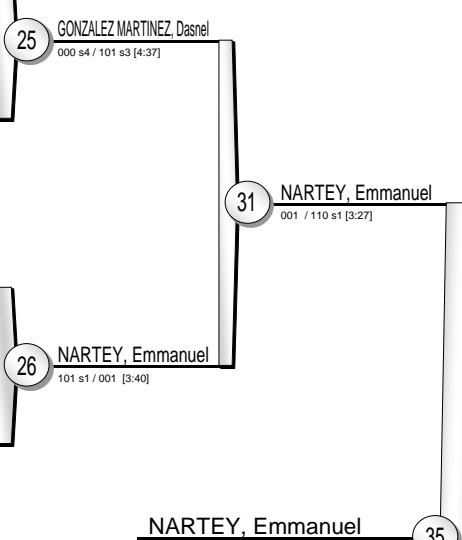 25
GONZALEZ MARTINEZ, Dasnel
000 s4 / 101 s3 [4:37]
31
NARTEY, Emmanuel
001 / 110 s1 [3:27]
26
NARTEY, Emmanuel
101 s1 / 001 [3:40]
NARTEY, Emmanuel
35